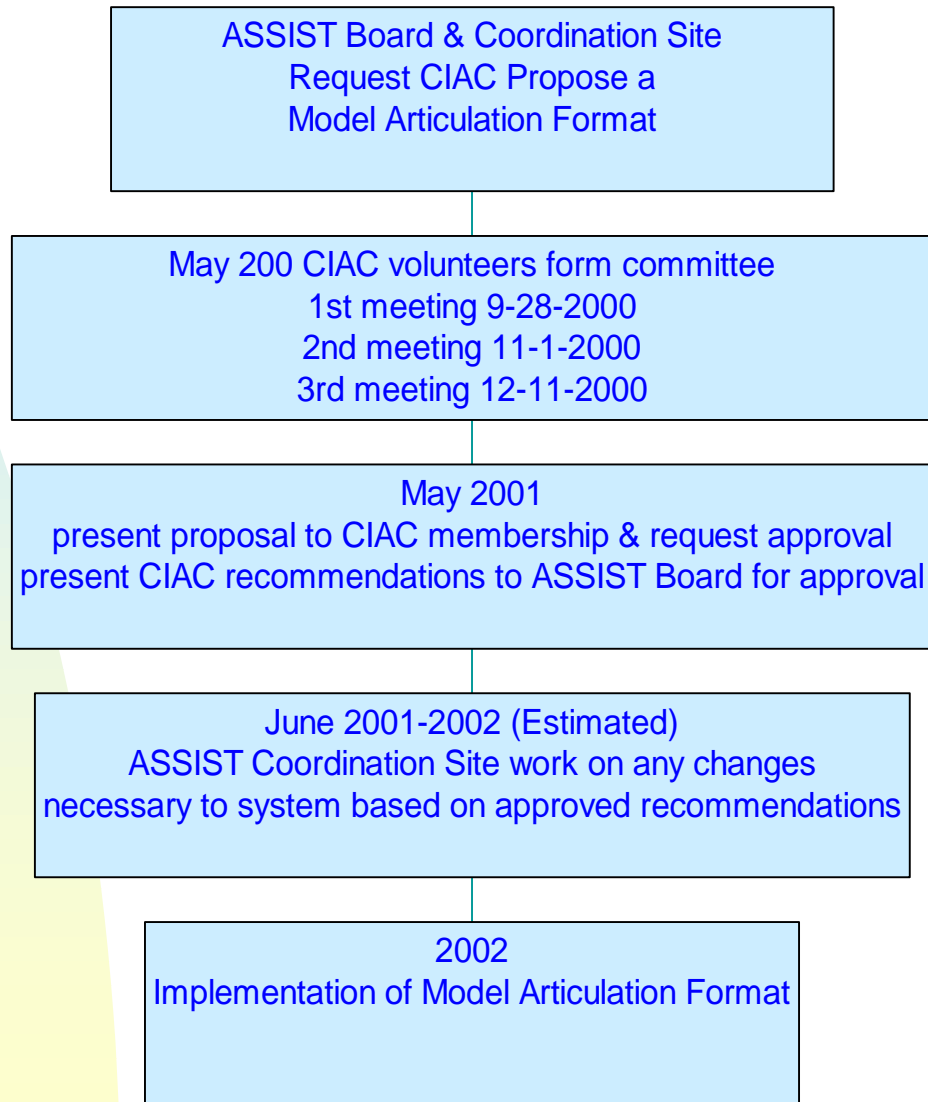 ASSIST Board & Coordination Site
Request CIAC Propose a
Model Articulation Format
May 200 CIAC volunteers form committee
1st meeting 9-28-2000
2nd meeting 11-1-2000
3rd meeting 12-11-2000
May 2001
present proposal to CIAC membership & request approval
present CIAC recommendations to ASSIST Board for approval
June 2001-2002 (Estimated)
ASSIST Coordination Site work on any changes
necessary to system based on approved recommendations
2002
Implementation of Model Articulation Format